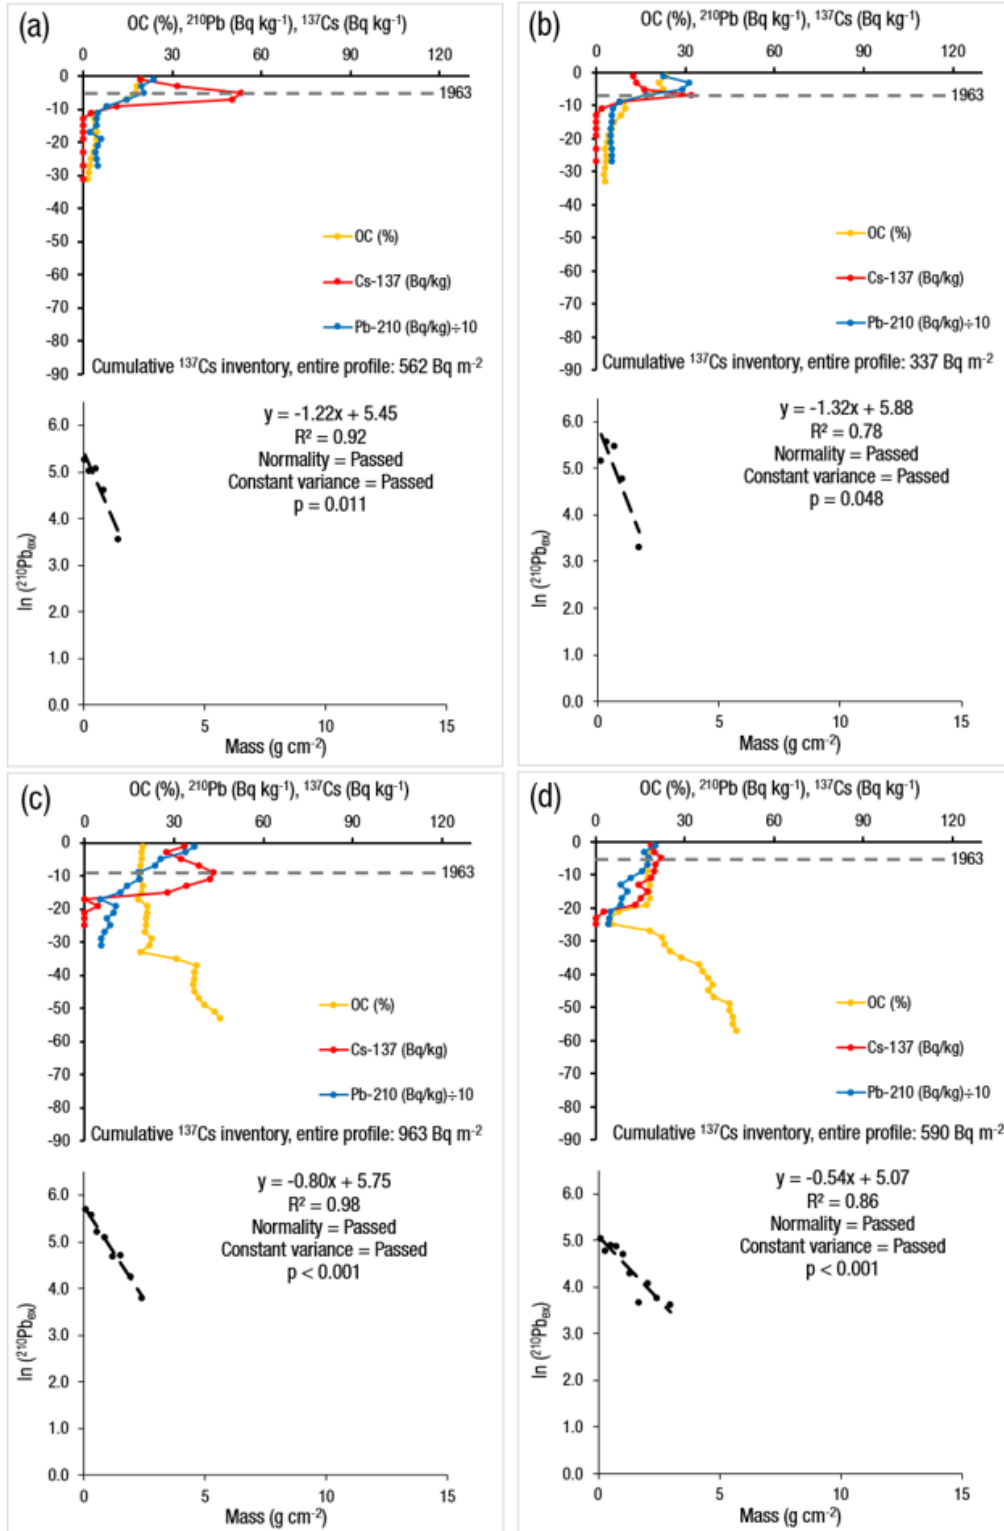 (a)
OC (%), ²¹⁰Pb (Bq kg⁻¹), ¹³⁷Cs (Bq kg⁻¹)
0 30 60 90 120
0
-10
-20
-30
-40
-50
-60
-70
-80
-90
1963
OC (%)
Cs-137 (Bq/kg)
Pb-210 (Bq/kg)÷10
Cumulative ¹³⁷Cs inventory, entire profile: 562 Bq m⁻²
y = -1.22x + 5.45
R² = 0.92
Normality = Passed
Constant variance = Passed
p = 0.011
ln (²¹⁰Pbₑₓ)
6.0
5.0
4.0
3.0
2.0
1.0
0.0
0 5 10 15
Mass (g cm⁻²)
(b)
OC (%), ²¹⁰Pb (Bq kg⁻¹), ¹³⁷Cs (Bq kg⁻¹)
0 30 60 90 120
0
-10
-20
-30
-40
-50
-60
-70
-80
-90
1963
OC (%)
Cs-137 (Bq/kg)
Pb-210 (Bq/kg)÷10
Cumulative ¹³⁷Cs inventory, entire profile: 337 Bq m⁻²
y = -1.32x + 5.88
R² = 0.78
Normality = Passed
Constant variance = Passed
p = 0.048
ln (²¹⁰Pbₑₓ)
6.0
5.0
4.0
3.0
2.0
1.0
0.0
0 5 10 15
Mass (g cm⁻²)
(c)
OC (%), ²¹⁰Pb (Bq kg⁻¹), ¹³⁷Cs (Bq kg⁻¹)
0 30 60 90 120
0
-10
-20
-30
-40
-50
-60
-70
-80
-90
1963
OC (%)
Cs-137 (Bq/kg)
Pb-210 (Bq/kg)÷10
Cumulative ¹³⁷Cs inventory, entire profile: 963 Bq m⁻²
y = -0.80x + 5.75
R² = 0.98
Normality = Passed
Constant variance = Passed
p < 0.001
ln (²¹⁰Pbₑₓ)
6.0
5.0
4.0
3.0
2.0
1.0
0.0
0 5 10 15
Mass (g cm⁻²)
(d)
OC (%), ²¹⁰Pb (Bq kg⁻¹), ¹³⁷Cs (Bq kg⁻¹)
0 30 60 90 120
0
-10
-20
-30
-40
-50
-60
-70
-80
-90
1963
OC (%)
Cs-137 (Bq/kg)
Pb-210 (Bq/kg)÷10
Cumulative ¹³⁷Cs inventory, entire profile: 590 Bq m⁻²
y = -0.54x + 5.07
R² = 0.86
Normality = Passed
Constant variance = Passed
p < 0.001
ln (²¹⁰Pbₑₓ)
6.0
5.0
4.0
3.0
2.0
1.0
0.0
0 5 10 15
Mass (g cm⁻²)